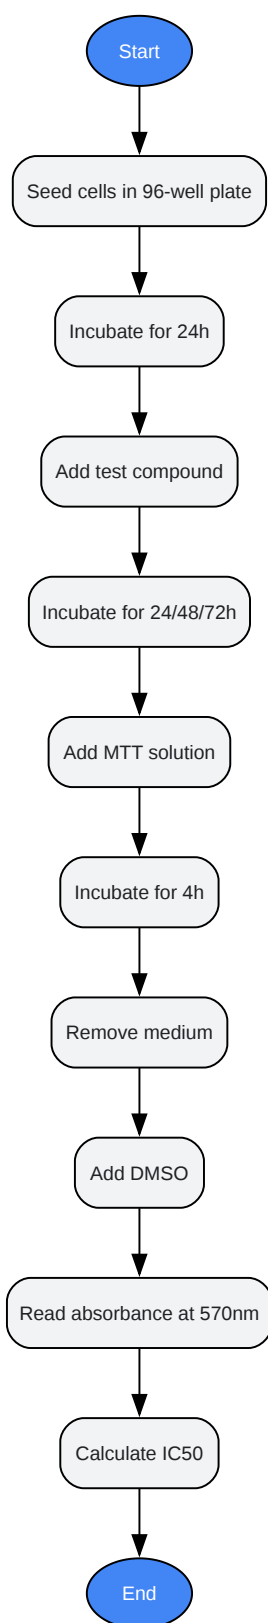 Start
Seed cells in 96-well plate
Incubate for 24h
Add test compound
Incubate for 24/48/72h
Add MTT solution
Incubate for 4h
Remove medium
Add DMSO
Read absorbance at 570nm
Calculate IC50
End